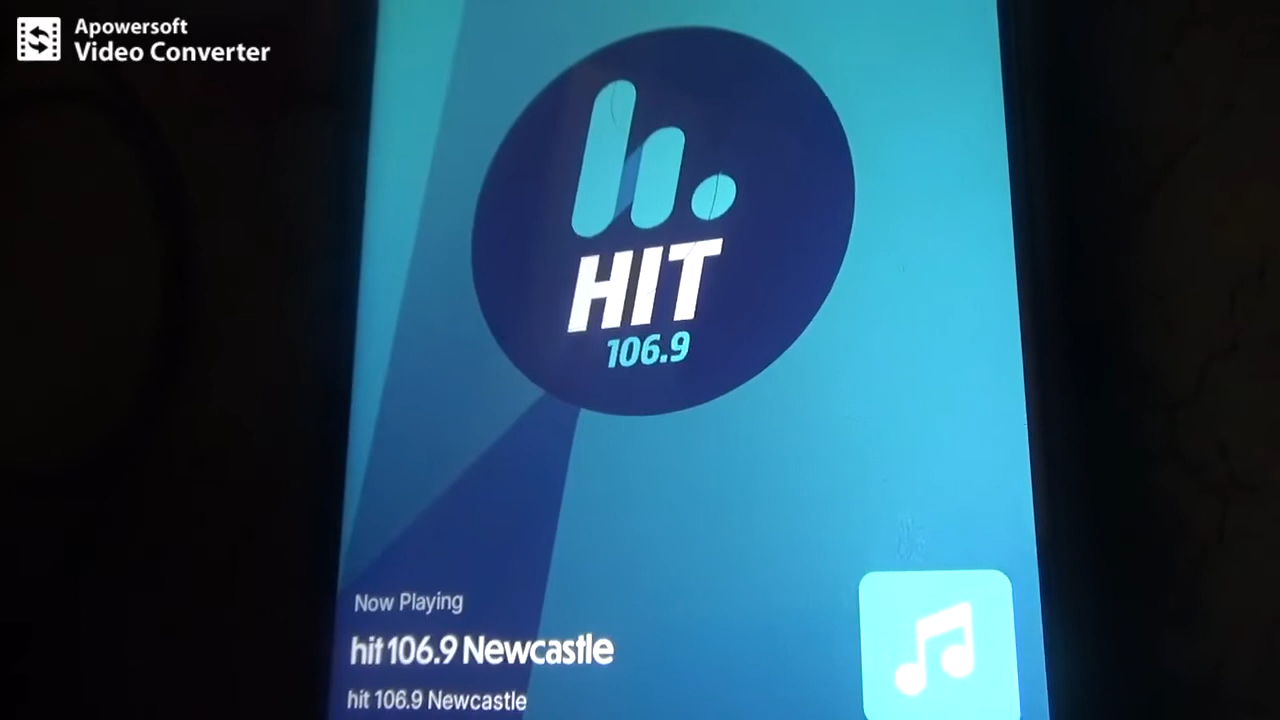 Apowersoft
Video Converter
h.
HIT
106.9
Now Playing
hit 106.9 Newcastle
hit 106.9 Newcastle